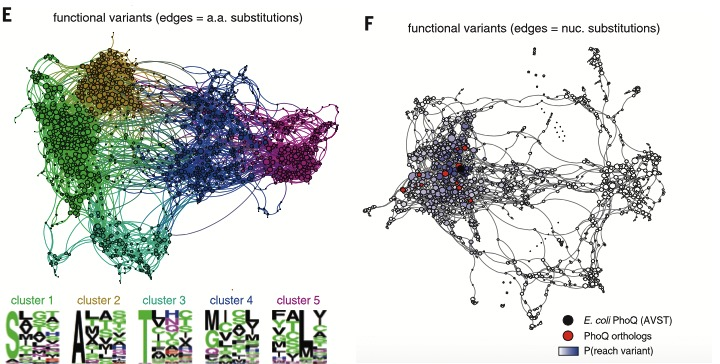 E
functional variants (edges = a.a. substitutions)
cluster 1 cluster 2 cluster 3 cluster 4 cluster 5
F
functional variants (edges = nuc. substitutions)
E. coli PhoQ (AVST)
PhoQ orthologs
P(reach variant)